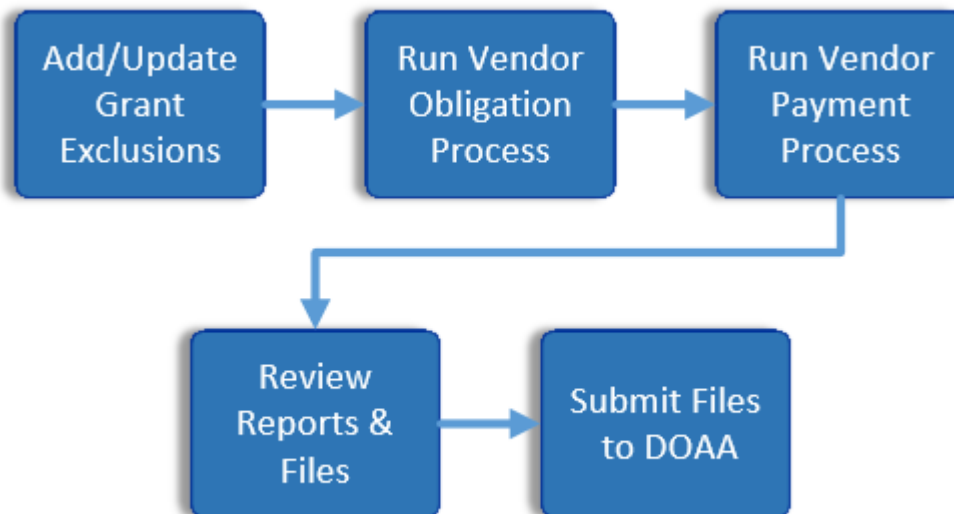 Add/Update
Grant
Exclusions
Run Vendor
Obligation
Process
Run Vendor
Payment
Process
Review
Reports &
Files
Submit Files
to DOAA